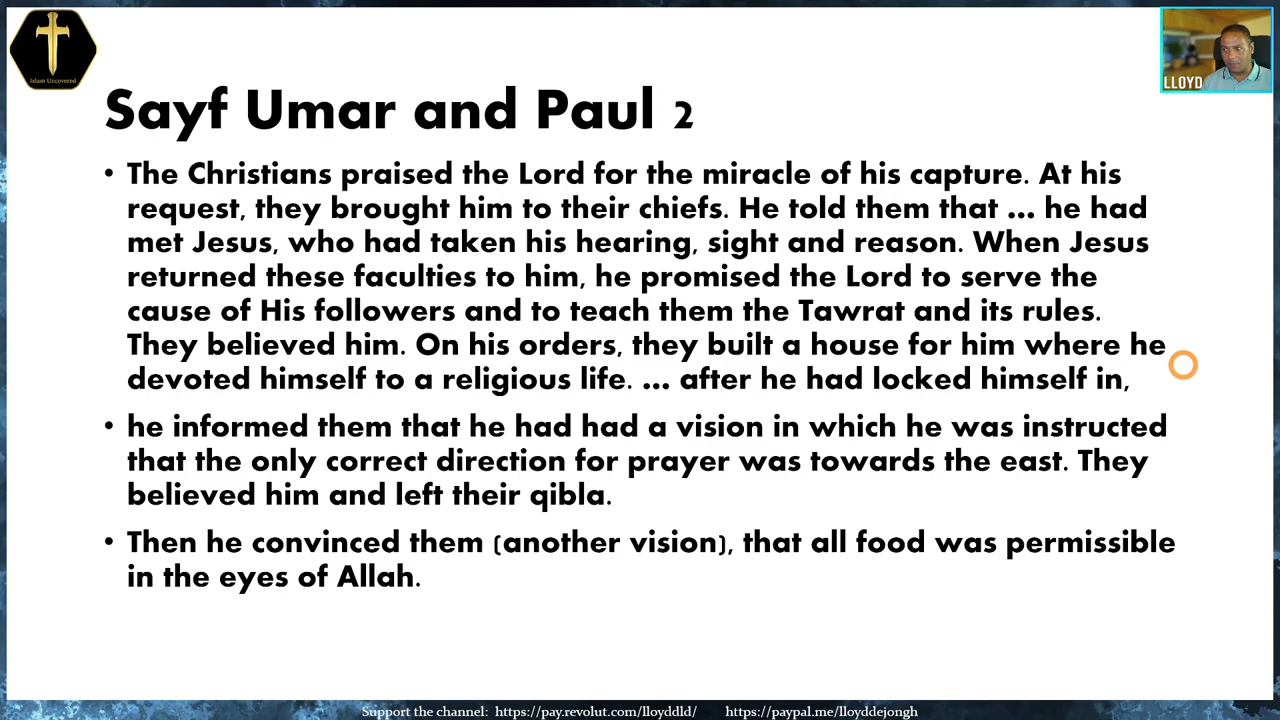 Islam Uncovered
LLOYD
Sayf Umar and Paul 2
• The Christians praised the Lord for the miracle of his capture. At his
request, they brought him to their chiefs. He told them that ... he had
met Jesus, who had taken his hearing, sight and reason. When Jesus
returned these faculties to him, he promised the Lord to serve the
cause of His followers and to teach them the Tawrat and its rules.
They believed him. On his orders, they built a house for him where he
devoted himself to a religious life. ... after he had locked himself in,
• he informed them that he had had a vision in which he was instructed
that the only correct direction for prayer was towards the east. They
believed him and left their qibla.
• Then he convinced them (another vision), that all food was permissible
in the eyes of Allah.
Support the channel: https://pay.revolut.com/lloyddld/ https://paypal.me/lloyddejongh